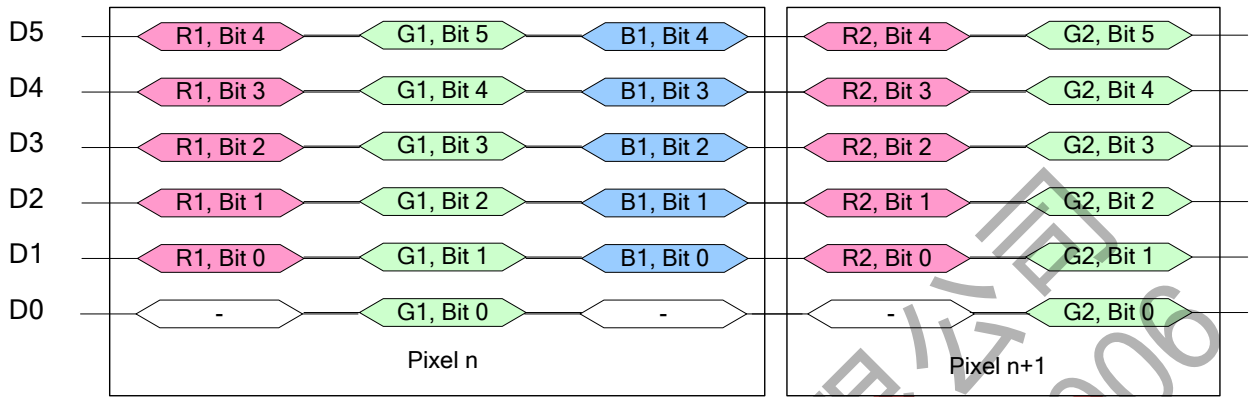 D5 R1, Bit 4 G1, Bit 5 B1, Bit 4 R2, Bit 4 G2, Bit 5
D4 R1, Bit 3 G1, Bit 4 B1, Bit 3 R2, Bit 3 G2, Bit 4
D3 R1, Bit 2 G1, Bit 3 B1, Bit 2 R2, Bit 2 G2, Bit 3
D2 R1, Bit 1 G1, Bit 2 B1, Bit 1 R2, Bit 1 G2, Bit 2
D1 R1, Bit 0 G1, Bit 1 B1, Bit 0 R2, Bit 0 G2, Bit 1
D0 - G1, Bit 0 - - G2, Bit 0
Pixel n Pixel n+1
限公司
006